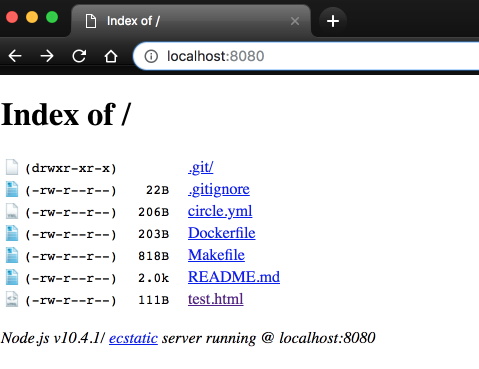 Index of /
localhost:8080
Index of /
(drwxr-xr-x) .git/
(-rw-r--r--) 22B .gitignore
(-rw-r--r--) 206B circle.yml
(-rw-r--r--) 203B Dockerfile
(-rw-r--r--) 818B Makefile
(-rw-r--r--) 2.0k README.md
(-rw-r--r--) 111B test.html
Node.js v10.4.1/ ecstatic server running @ localhost:8080